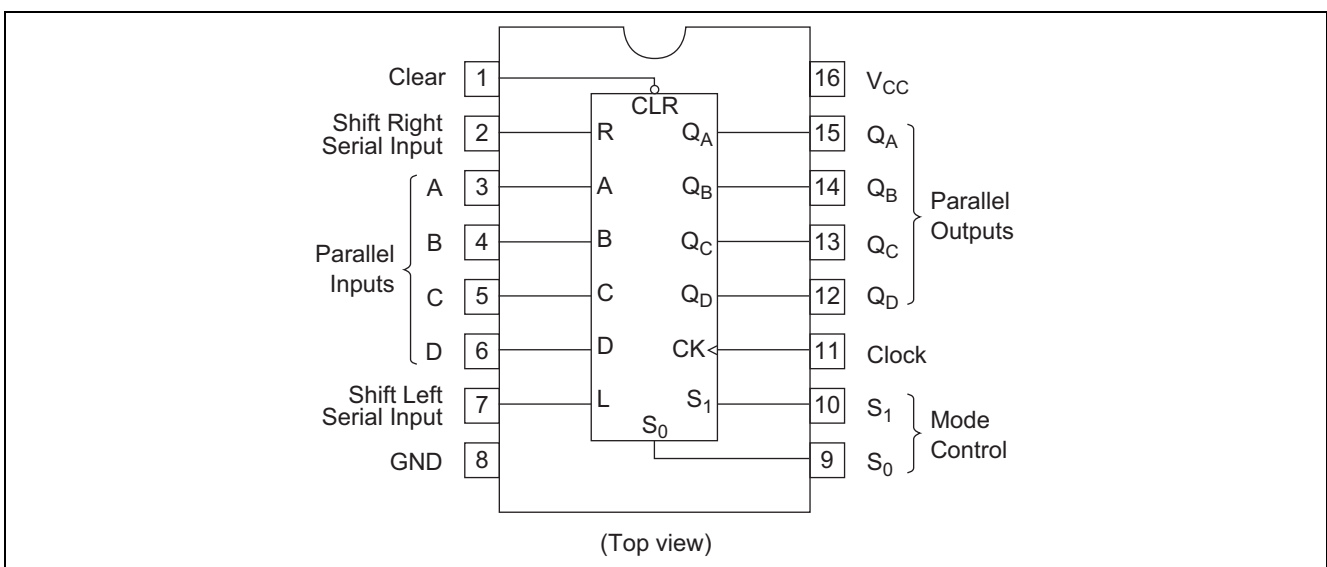 Clear 1
Shift Right
Serial Input 2
A 3
B 4
Parallel
Inputs
C 5
D 6
Shift Left
Serial Input 7
GND 8
CLR
R
A
B
C
D
L
S0
QA
QB
QC
QD
CK
S1
16 VCC
15 QA
14 QB
Parallel
Outputs
13 QC
12 QD
11 Clock
10 S1
Mode
Control
9 S0
(Top view)